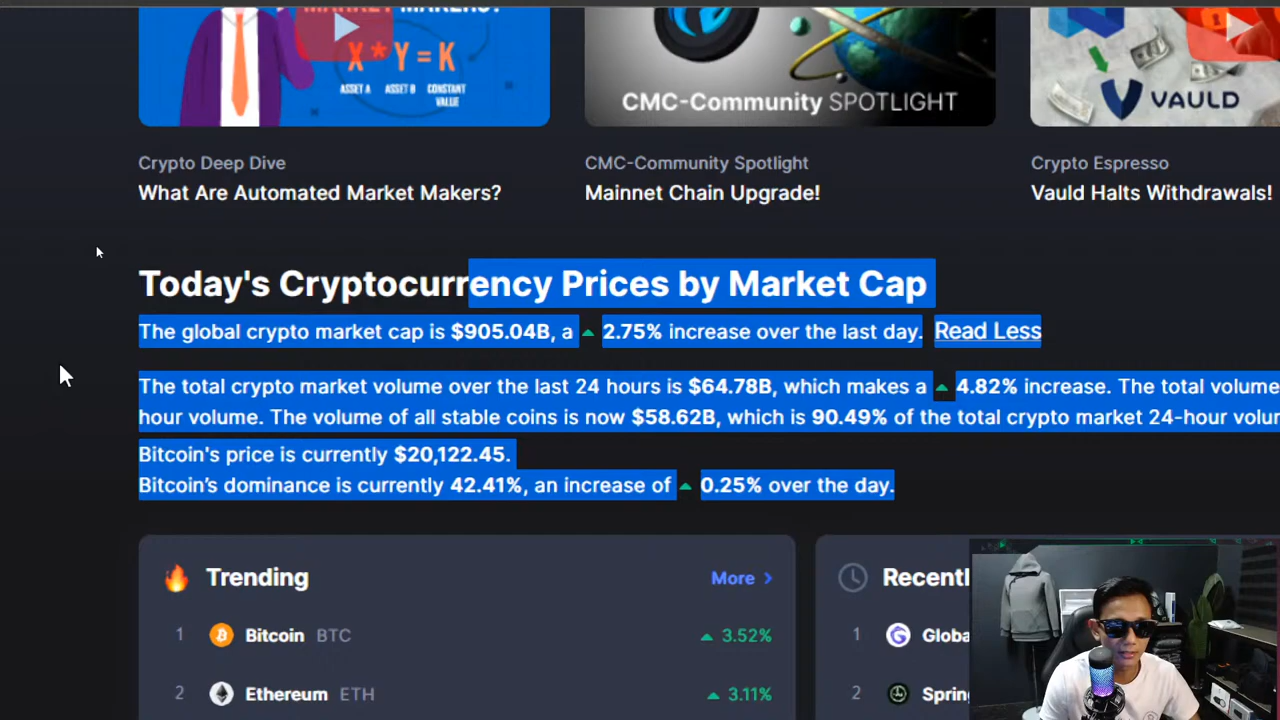 MARKET MAKERS?
X * Y = K
ASSET A ASSET B CONSTANT
VALUE
CMC-Community SPOTLIGHT
VAULD
Crypto Deep Dive
What Are Automated Market Makers?
CMC-Community Spotlight
Mainnet Chain Upgrade!
Crypto Espresso
Vauld Halts Withdrawals!
Today's Cryptocurrency Prices by Market Cap
The global crypto market cap is $905.04B, a 2.75% increase over the last day. Read Less
The total crypto market volume over the last 24 hours is $64.78B, which makes a 4.82% increase. The total volume
hour volume. The volume of all stable coins is now $58.62B, which is 90.49% of the total crypto market 24-hour
Bitcoin's price is currently $20,122.45.
Bitcoin's dominance is currently 42.41%, an increase of 0.25% over the day.
Trending
More
1 Bitcoin BTC 3.52%
2 Ethereum ETH 3.11%
1
2